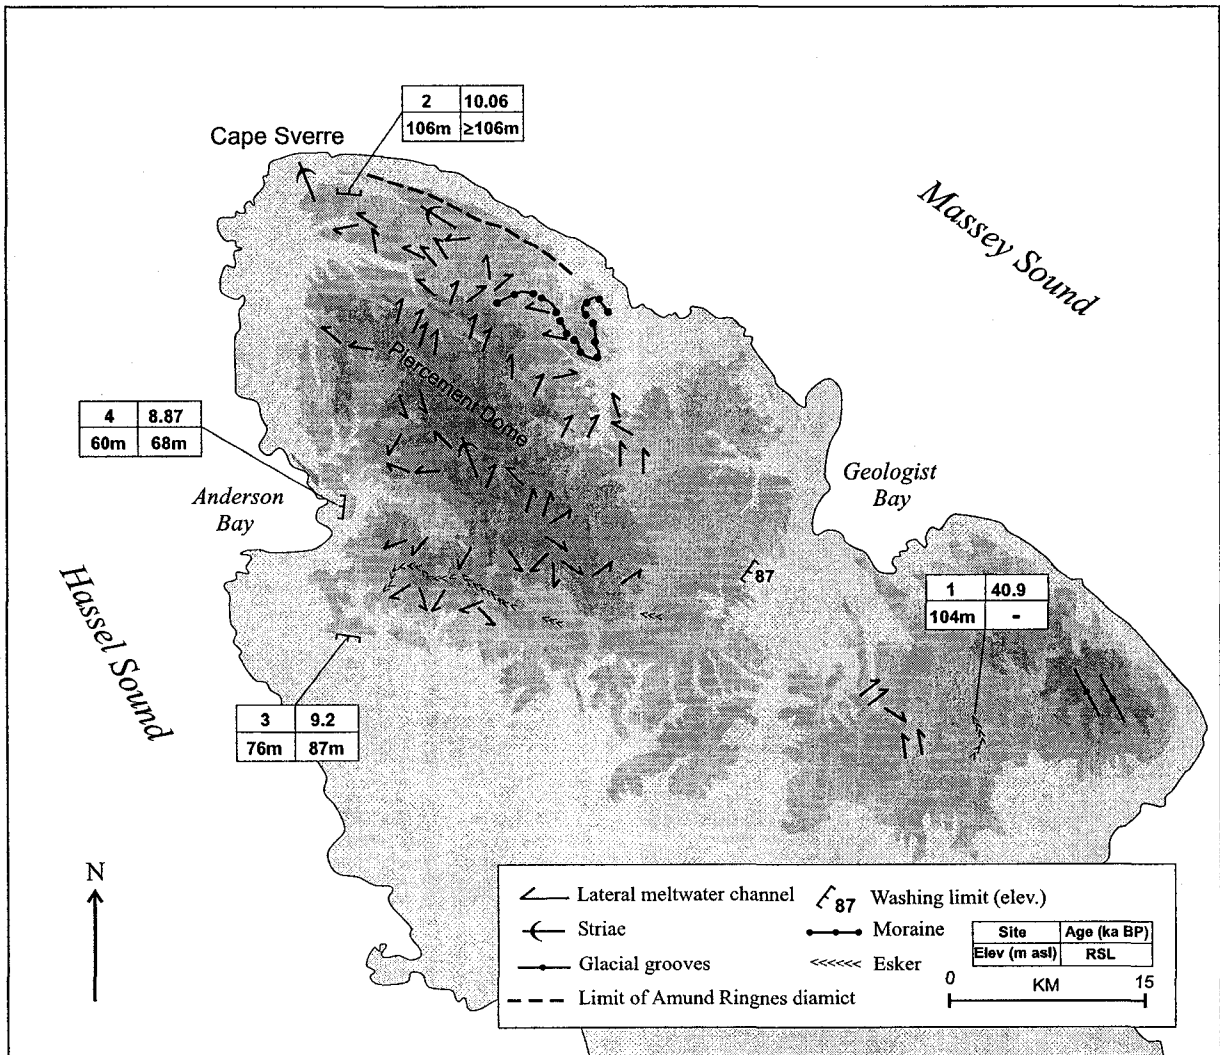 2 10.06
106m ≥106m
Cape Sverre
Massey Sound
Piercement Dome
4 8.87
60m 68m
Anderson
Bay
Geologist
Bay
Hassel Sound
87
1 40.9
104m -
3 9.2
76m 87m
N
Lateral meltwater channel
87 Washing limit (elev.)
Striae
Moraine
Site Age (ka BP)
Elev (m asl) RSL
Glacial grooves
<<<<<< Esker
0 KM 15
Limit of Amund Ringnes diamict